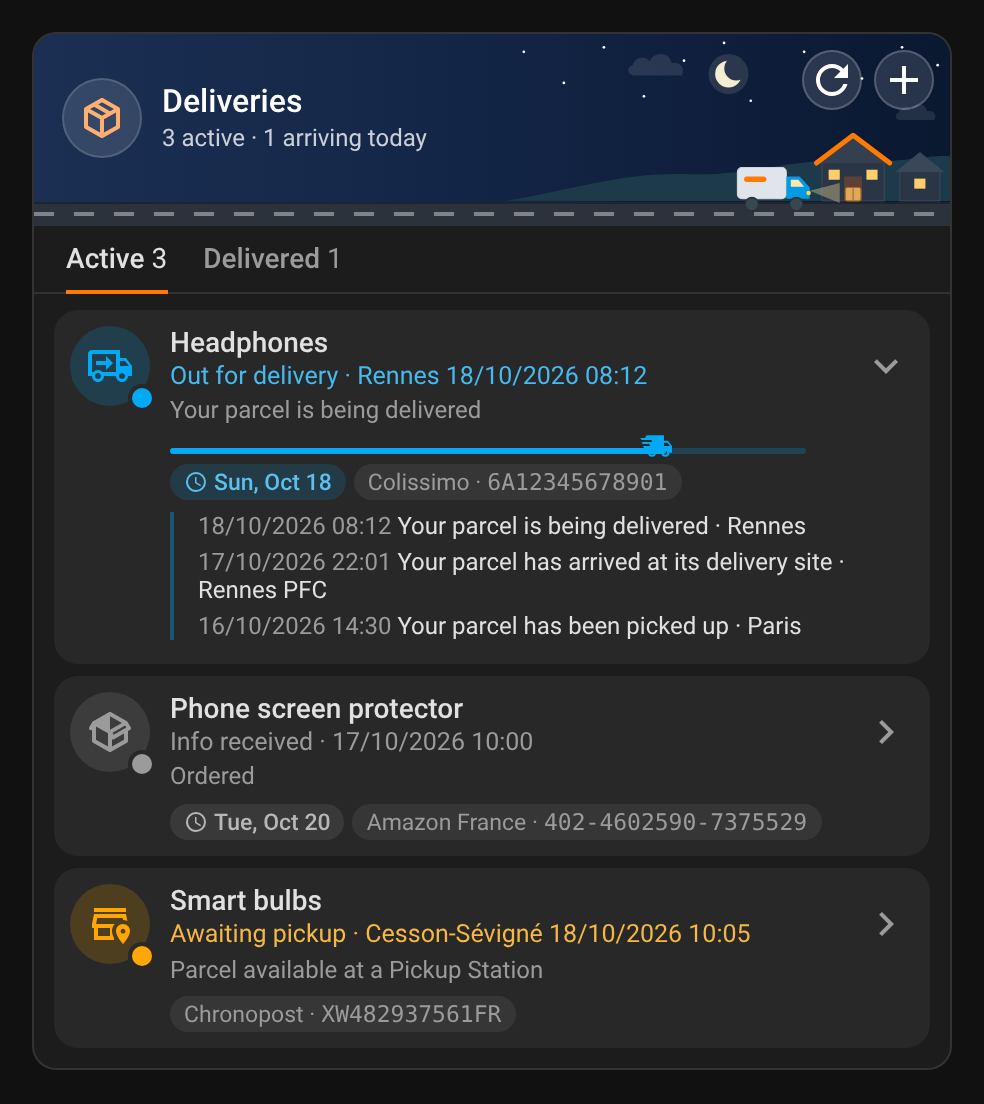 Deliveries
3 active · 1 arriving today
Active 3
Delivered 1
Headphones
Out for delivery · Rennes 18/10/2026 08:12
Your parcel is being delivered
Sun, Oct 18
Colissimo · 6A12345678901
18/10/2026 08:12 Your parcel is being delivered · Rennes
17/10/2026 22:01 Your parcel has arrived at its delivery site ·
Rennes PFC
16/10/2026 14:30 Your parcel has been picked up · Paris
Phone screen protector
Info received · 17/10/2026 10:00
Ordered
Tue, Oct 20
Amazon France · 402-4602590-7375529
Smart bulbs
Awaiting pickup · Cesson-Sévigné 18/10/2026 10:05
Parcel available at a Pickup Station
Chronopost · XW482937561FR